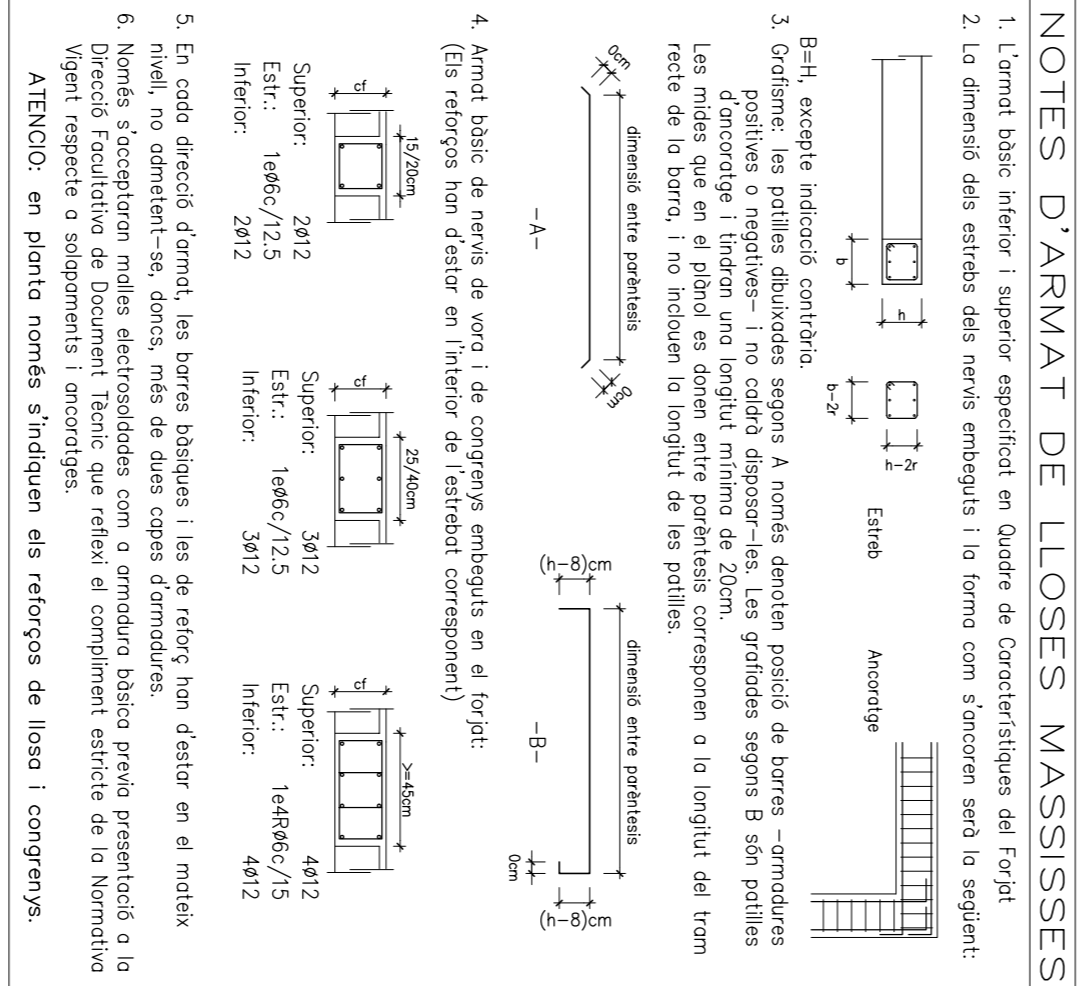 NOTES D'ARMAT DE LLOSES MASSISSES
1. L'armat bàsic inferior i superior especificat en Quadre de Característiques del Forjat
2. La dimensió dels estrebs dels nervis embeguts i la forma com s'ancoren serà la següent:
b
h
b-2r
h-2r
Estreb
Ancoratge
B=H, excepte indicació contrària.
3. Grafisme: les patilles dibuixades segons A només denoten posició de barres -armadures
positives o negatives- i no caldrà disposar-les. Les grafiades segons B són patilles
d'ancoratge i tindran una longitut mínima de 20cm.
Les mides que en el plànol es donen entre parèntesis corresponen a la longitut del tram
recte de la barra, i no inclouen la longitut de les patilles.
0cm
dimensió entre parèntesis
0cm
-A-
(h-8)cm
dimensió entre parèntesis
0cm
(h-8)cm
-B-
4. Armat bàsic de nervis de vora i de congrenys embeguts en el forjat:
(Els reforços han d'estar en l'interior de l'estrebat corresponent)
cf
15/20cm
Superior: 2ø12
Estr.: 1eø6c/12.5
Inferior: 2ø12
cf
25/40cm
Superior: 3ø12
Estr.: 1eø6c/12.5
Inferior: 3ø12
cf
>=45cm
Superior: 4ø12
Estr.: 1e4Rø6c/15
Inferior: 4ø12
5. En cada direcció d'armat, les barres bàsiques i les de reforç han d'estar en el mateix
nivell, no admetent-se, doncs, més de dues capes d'armadures.
6. Només s'acceptaran malles electrosoldades com a armadura bàsica previa presentació a la
Direcció Facultativa de Document Tècnic que reflexi el compliment estricte de la Normativa
Vigent respecte a solapaments i ancoratges.
ATENCIO: en planta només s'indiquen els reforços de llosa i congrenys.